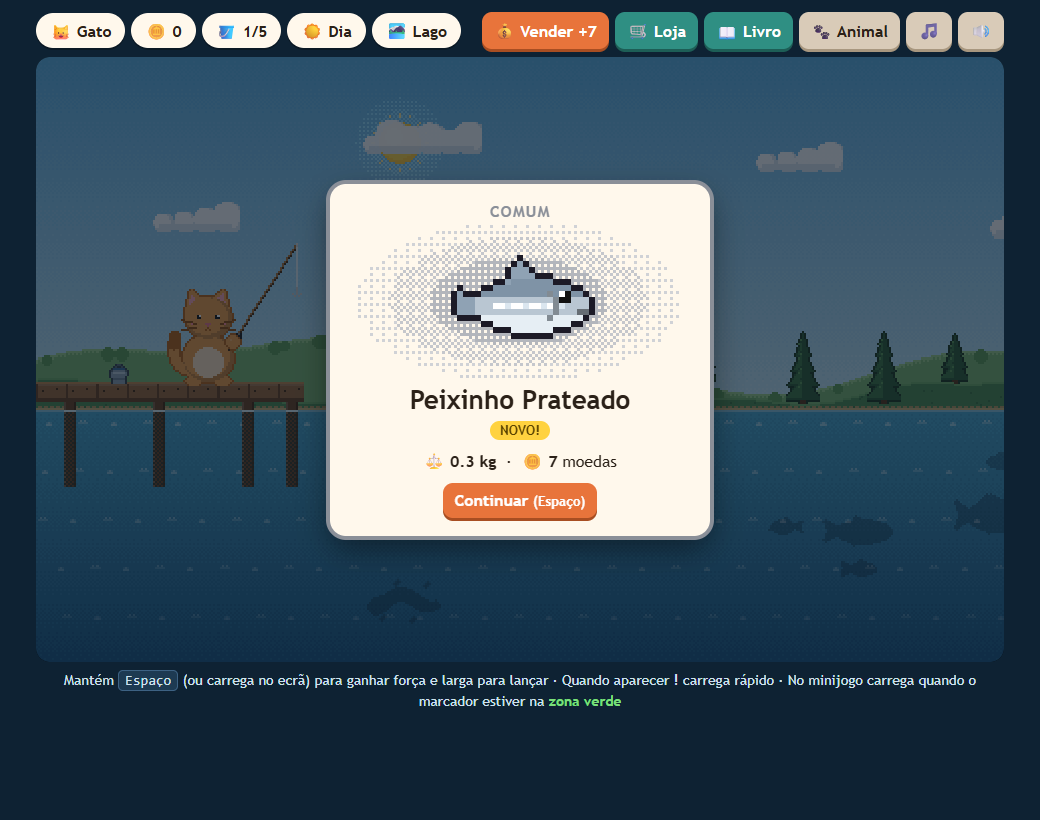 Gato 0 1/5 Dia Lago Vender +7 Loja Livro Animal
COMUM
Peixinho Prateado
NOVO!
0.3 kg · 7 moedas
Continuar (Espaço)
Mantém Espaço (ou carrega no ecrã) para ganhar força e larga para lançar · Quando aparecer ! carrega rápido · No minijogo carrega quando o
marcador estiver na zona verde